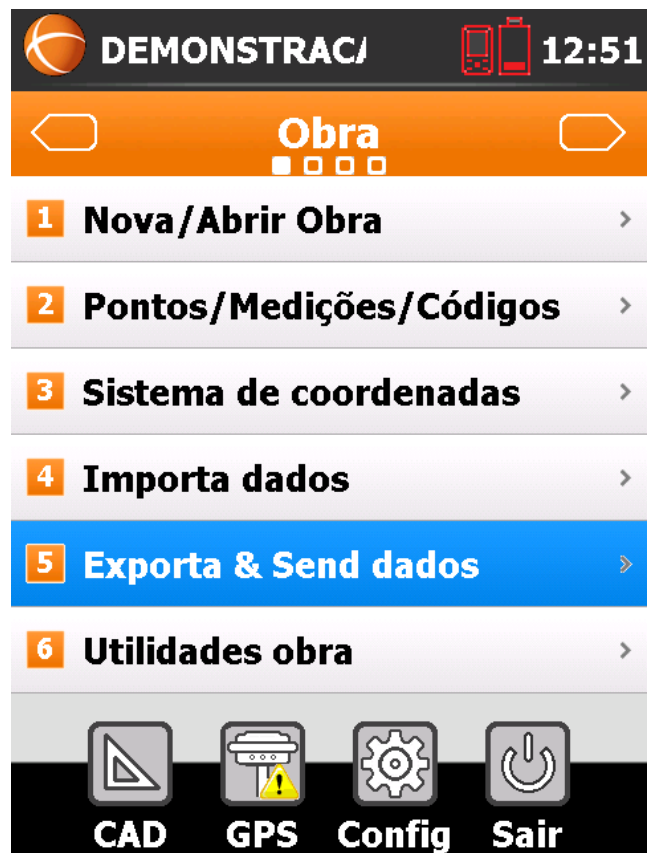 DEMONSTRAC
12:51
Obra
1 Nova/Abrir Obra
2 Pontos/Medições/Códigos
3 Sistema de coordenadas
4 Importa dados
5 Exporta & Send dados
6 Utilidades obra
CAD GPS Config Sair